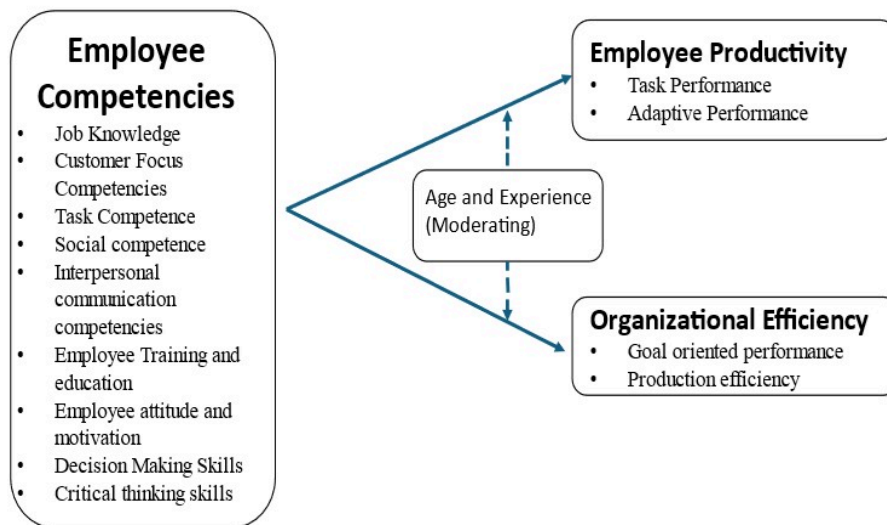 Employee
Competencies
• Job Knowledge
• Customer Focus
Competencies
• Task Competence
• Social competence
• Interpersonal
communication
competencies
• Employee Training and
education
• Employee attitude and
motivation
• Decision Making Skills
• Critical thinking skills
Age and Experience
(Moderating)
Employee Productivity
• Task Performance
• Adaptive Performance
Organizational Efficiency
• Goal oriented performance
• Production efficiency